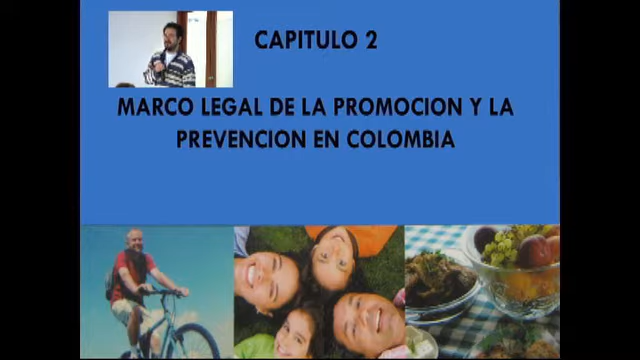 CAPITULO 2
MARCO LEGAL DE LA PROMOCION Y LA
PREVENCION EN COLOMBIA